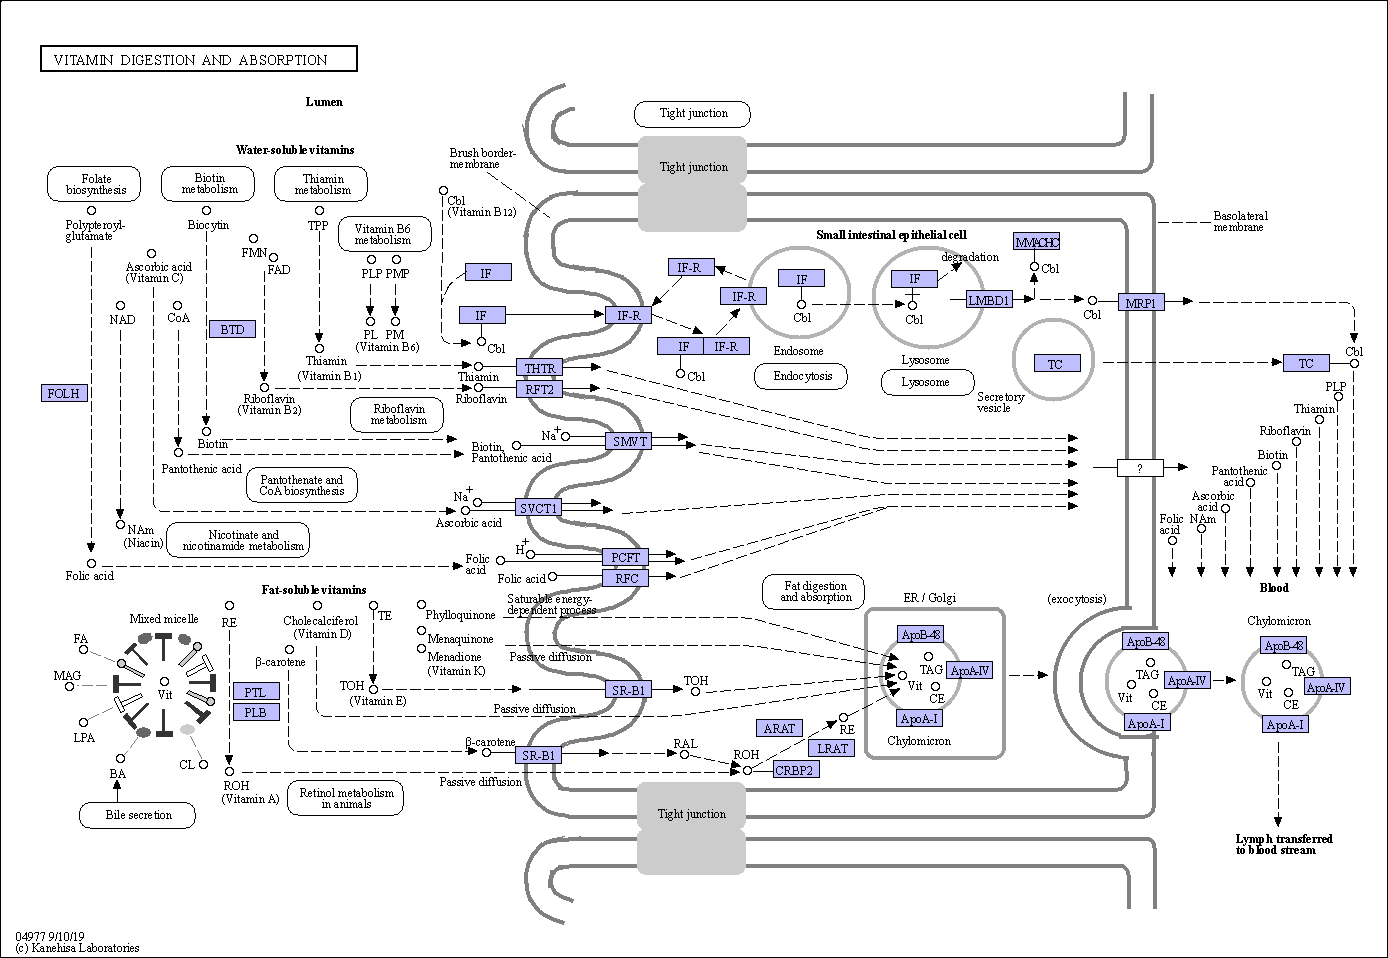 VITAMIN DIGESTION AND ABSORPTION
Lumen
Tight junction
Water-soluble vitamins
Brush border-
membrane
Tight junction
Folate
biosynthesis
Biotin
metabolism
Thiamin
metabolism
Cbl
(Vitamin B12)
Polypteroyl-
glutamate
Biocytin
TPP
Vitamin B6
metabolism
Basolateral
membrane
Small intestinal epithelial cell
MMACHC
FMN
FAD
Ascorbic acid
(Vitamin C)
PLP
PMP
IF
IF-R
IF
IF
degradation
Cbl
NAD
CoA
BTD
IF
IF-R
IF-R
Cbl
Cbl
LMBD1
Cbl
MRP1
PL
PM
(Vitamin B6)
Cbl
IF
IF-R
Endosome
Lysosome
Cbl
Thiamin
(Vitamin B1)
THTR
Thiamin
Cbl
Endocytosis
Lysosome
TC
TC
FOLH
Riboflavin
(Vitamin B2)
RFT2
Riboflavin
Secretory
vesicle
PLP
Riboflavin
metabolism
Thiamin
Biotin
Na+
SMVT
Biotin,
Pantothenic acid
Riboflavin
Pantothenic acid
Biotin
?
Pantothenate and
CoA biosynthesis
Pantothenic
acid
Na+
SVCT1
Ascorbic acid
Ascorbic
acid
NAm
(Niacin)
Nicotinate and
nicotinamide metabolism
Folic
acid
NAm
H+
PCFT
Folic
acid
Folic acid
Folic acid
RFC
Fat-soluble vitamins
Saturable energy-
dependent process
Fat digestion
and absorption
ER / Golgi
(exocytosis)
Blood
Mixed micelle
RE
Cholecalciferol
(Vitamin D)
TE
Phylloquinone
Menaquinone
Menadione
(Vitamin K)
Passive diffusion
ApoB-48
ApoB-48
Chylomicron
ApoB-48
FA
β-carotene
TAG
ApoA-IV
TAG
ApoA-IV
TAG
ApoA-IV
MAG
Vit
PTL
PLB
TOH
(Vitamin E)
SR-B1
TOH
Vit
CE
Vit
CE
Vit
CE
Passive diffusion
ApoA-I
ApoA-I
ApoA-I
LPA
ARAT
RE
LRAT
Chylomicron
β-carotene
SR-B1
RAL
ROH
CRBP2
BA
CL
ROH
(Vitamin A)
Passive diffusion
Retinol metabolism
in animals
Bile secretion
Tight junction
Lymph transferred
to blood stream
04977 9/10/19
(c) Kanehisa Laboratories